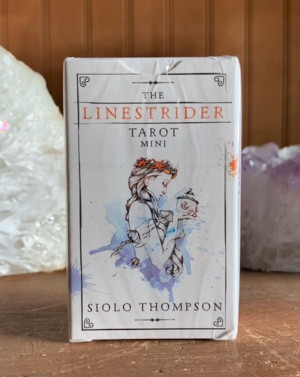 THE
LINESTRIDER
TAROT
MINI
SIOLO THOMPSON